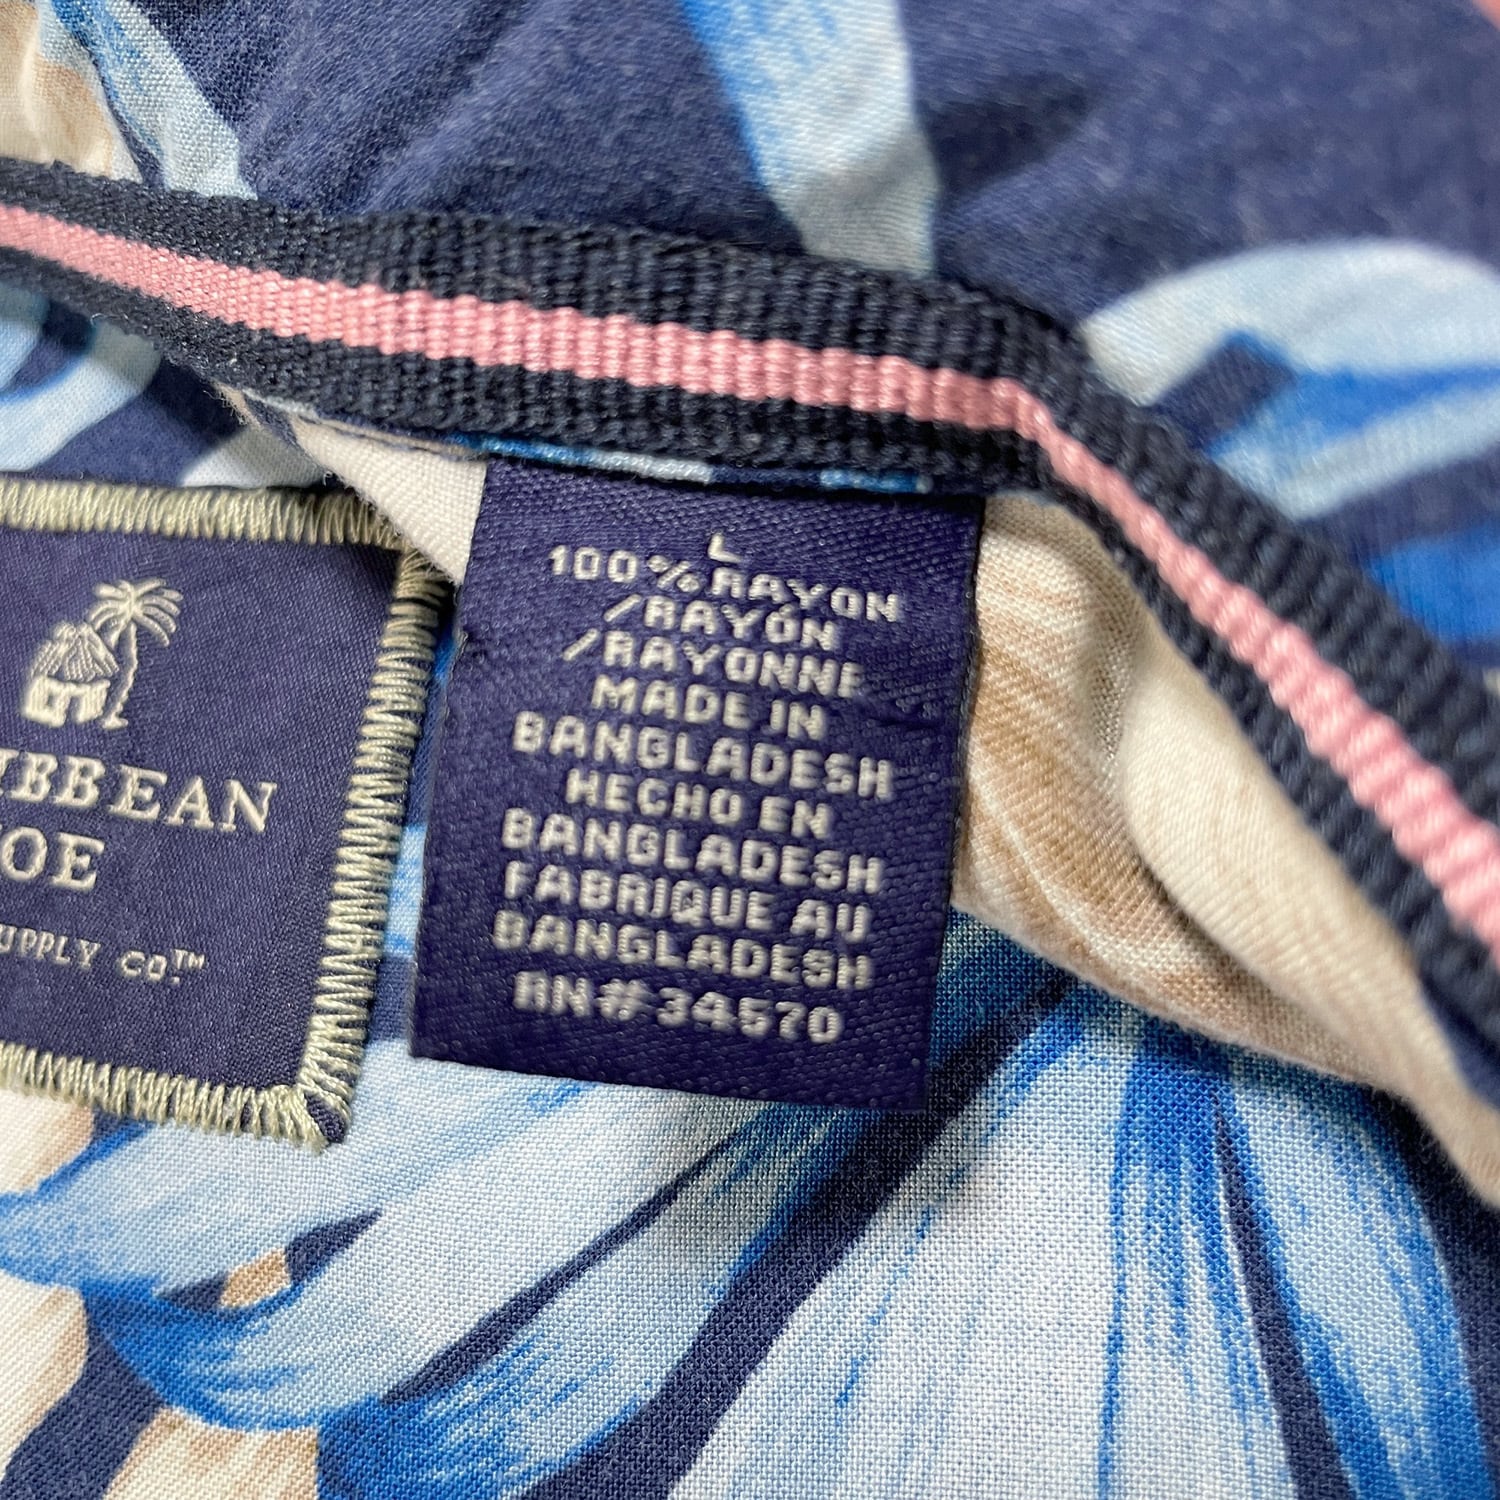 IBBEAN
OE
UPPLY CO.™
L
100% RAYON
/RAYÓN
/RAYONNE
MADE IN
BANGLADESH
HECHO EN
BANGLADESH
FABRIQUE AU
BANGLADESH
RN#34570